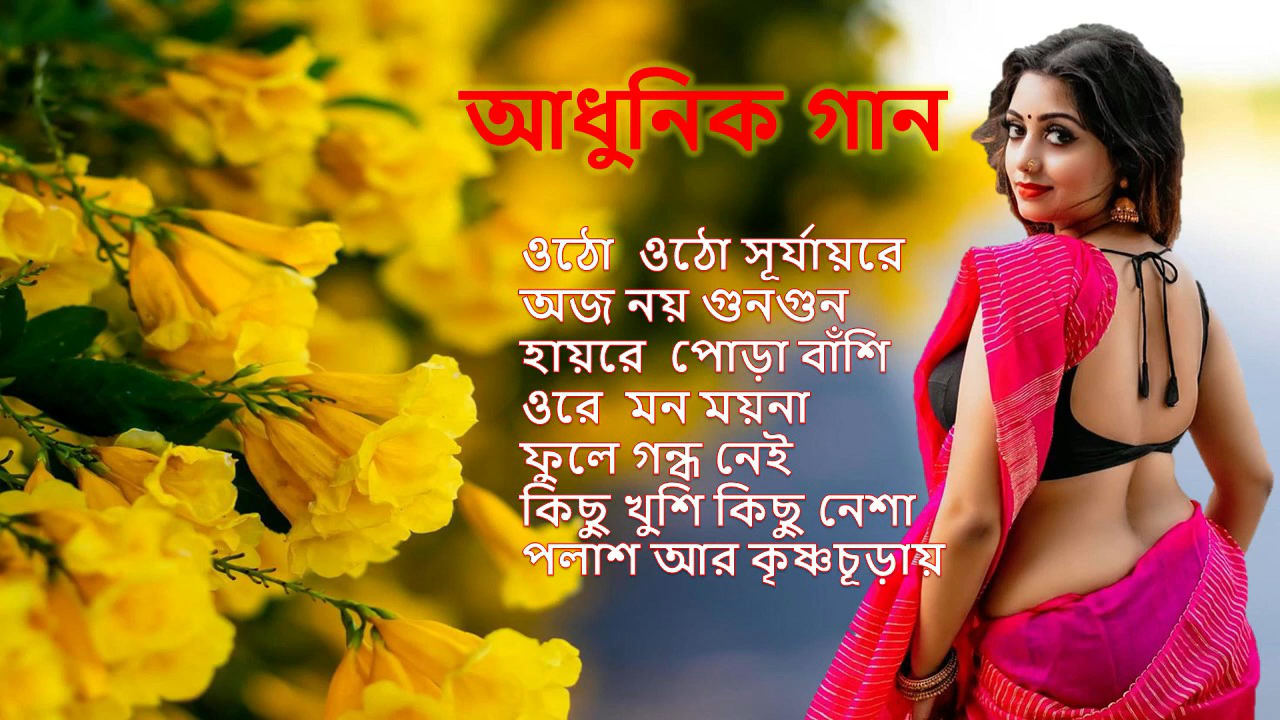 আধুনিক গান
ওঠো ওঠো সূর্যায়রে
অজ নয় গুনগুন
হায়রে পোড়া বাঁশি
ওরে মন ময়না
ফুলে গন্ধ নেই
কিছু খুশি কিছু নেশা
পলাশ আর কৃষ্ণচূড়ায়